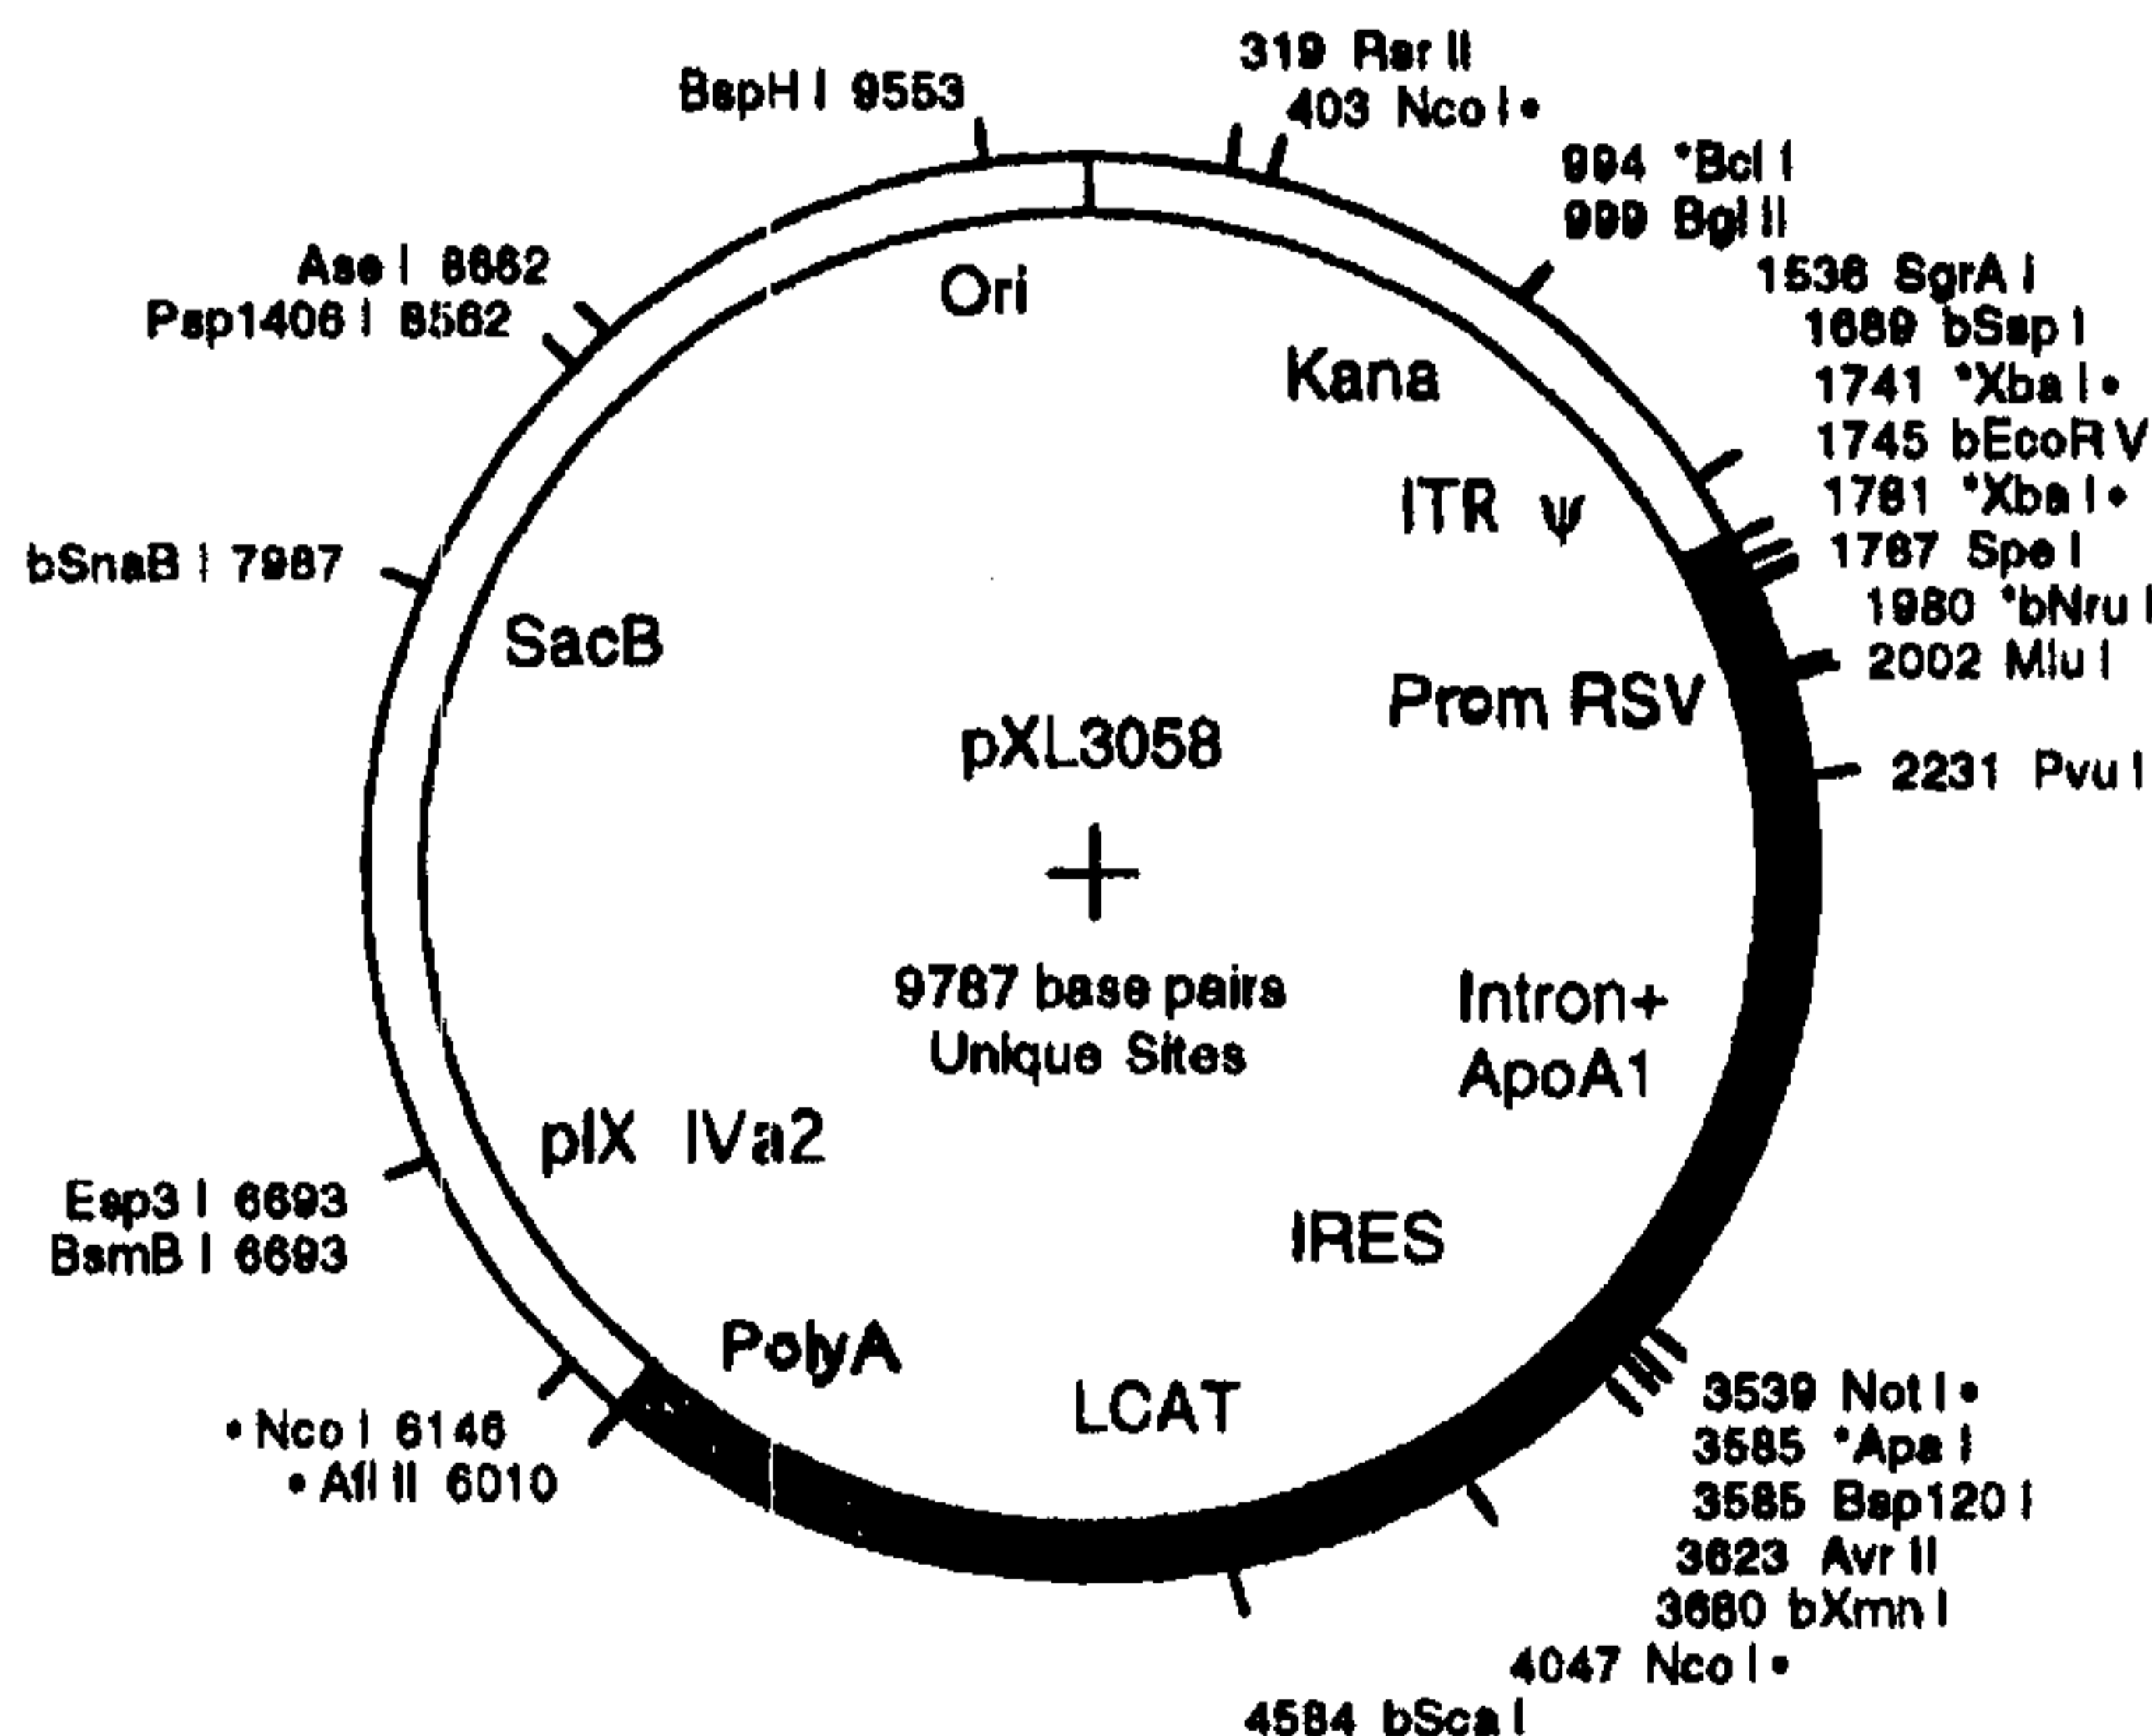 319 Rsr II
403 Nco I •
BspH I 9553
994 *Bcl I
999 Bgl II
1536 SgrA I
1689 bSsp I
1741 *Xba I •
1745 bEcoR V
1761 *Xba I •
1767 Spe I
1980 *bNru I
2002 Mlu I
2231 Pvu I
Ase I 8662
Psp1406 I 8562
bSnaB I 7987
Ori
Kana
ITR ψ
SacB
Prom RSV
pXL3058
9787 base pairs
Unique Sites
Intron+
ApoA1
pIX IVa2
IRES
Esp3 I 6693
BsmB I 6693
PolyA
LCAT
• Nco I 6146
• Afl II 6010
3539 Not I •
3585 *Apa I
3585 Bsp120 I
3623 Avr II
3680 bXmn I
4047 Nco I •
4584 bSca I